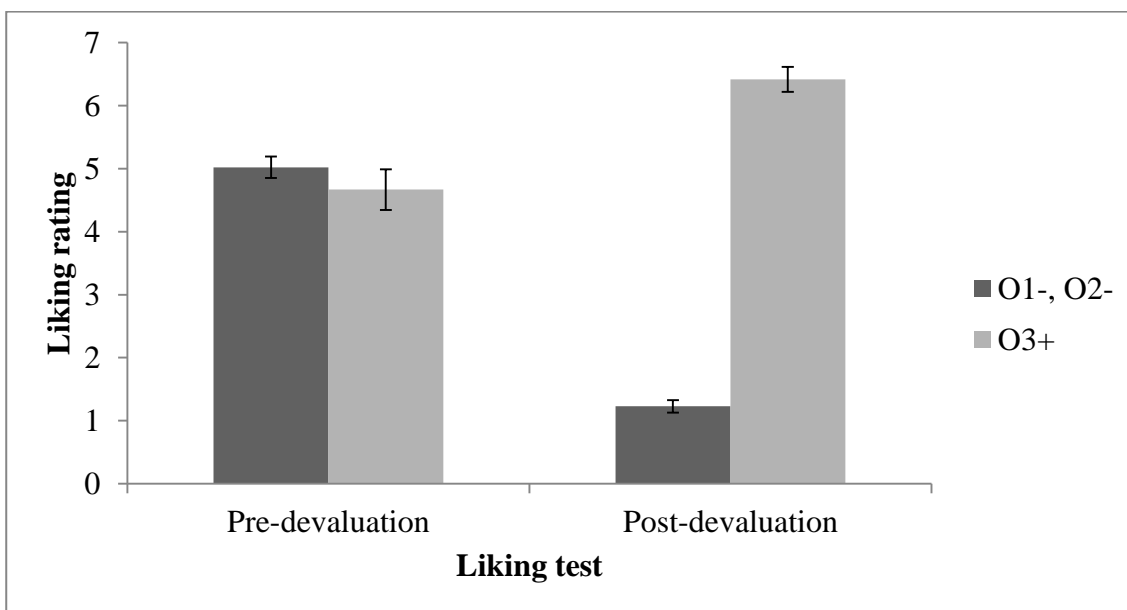 7
6
5
4
3
2
1
0
Liking rating
Pre-devaluation
Post-devaluation
Liking test
O1-, O2-
O3+